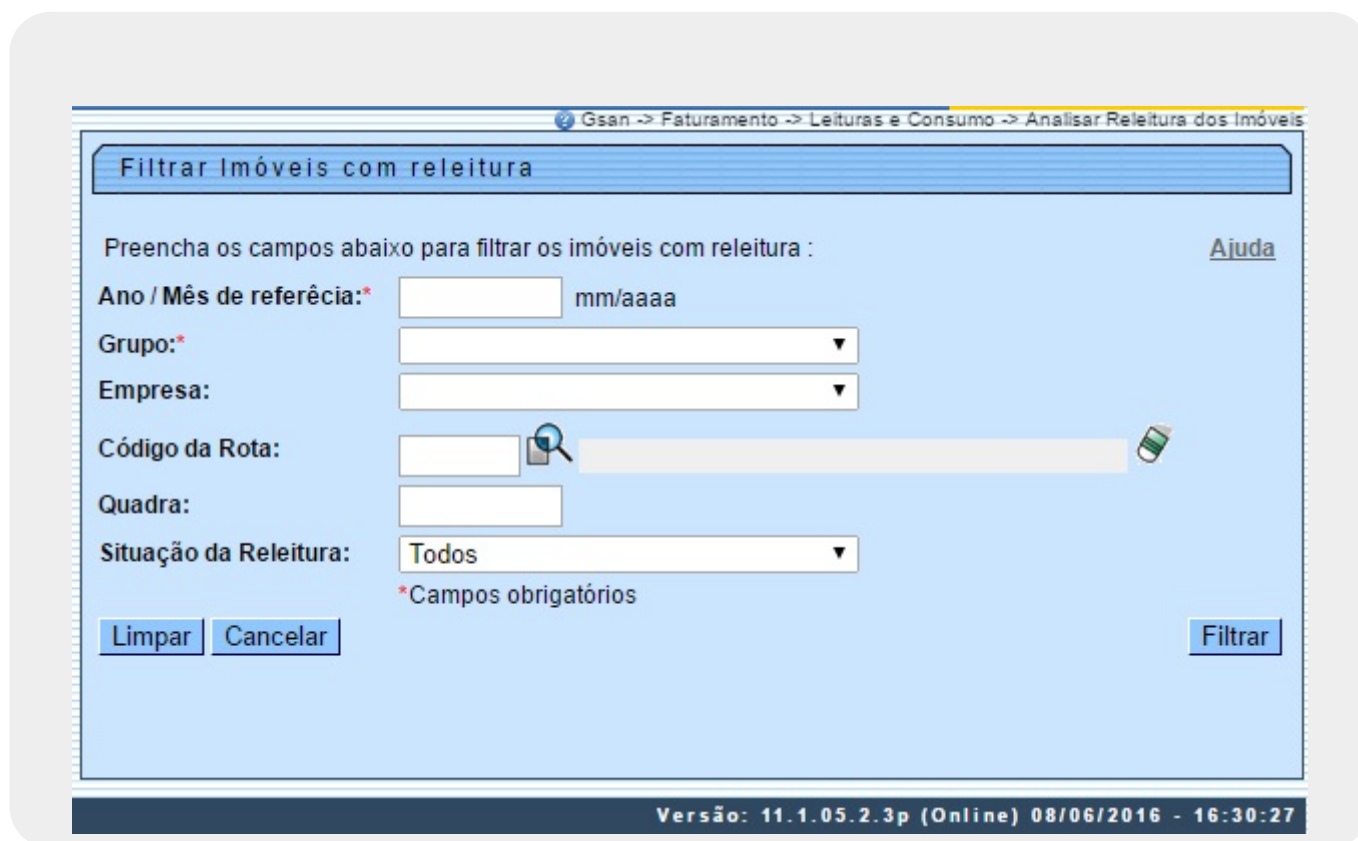 Gsan -> Faturamento -> Leituras e Consumo -> Analisar Releitura dos Imóveis
Filtrar Imóveis com releitura
Preencha os campos abaixo para filtrar os imóveis com releitura : Ajuda
Ano / Mês de referêcia:* mm/aaaa
Grupo:*
Empresa:
Código da Rota:
Quadra:
Situação da Releitura: Todos
*Campos obrigatórios
Limpar Cancelar Filtrar
Versão: 11.1.05.2.3p (Online) 08/06/2016 - 16:30:27